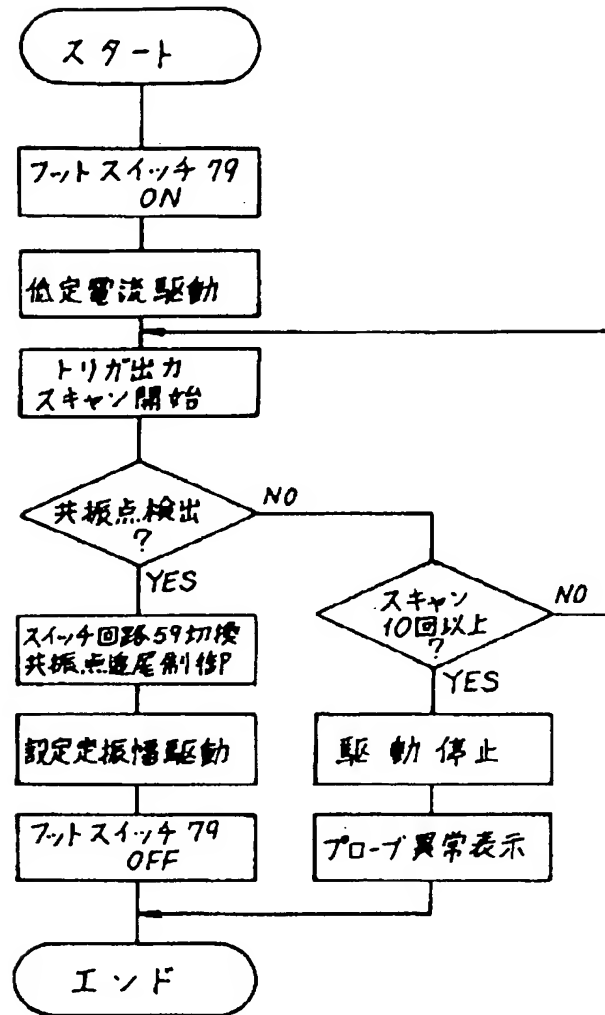 スタート
フットスイッチ 79
ON
低定電流駆動
トリガ出力
スキャン開始
共振点検出
?
NO
YES
スキャン
10回以上
?
NO
YES
スイッチ回路59切換
共振点追尾制御
設定定振幅駆動
フットスイッチ 79
OFF
駆動停止
プローブ異常表示
エンド